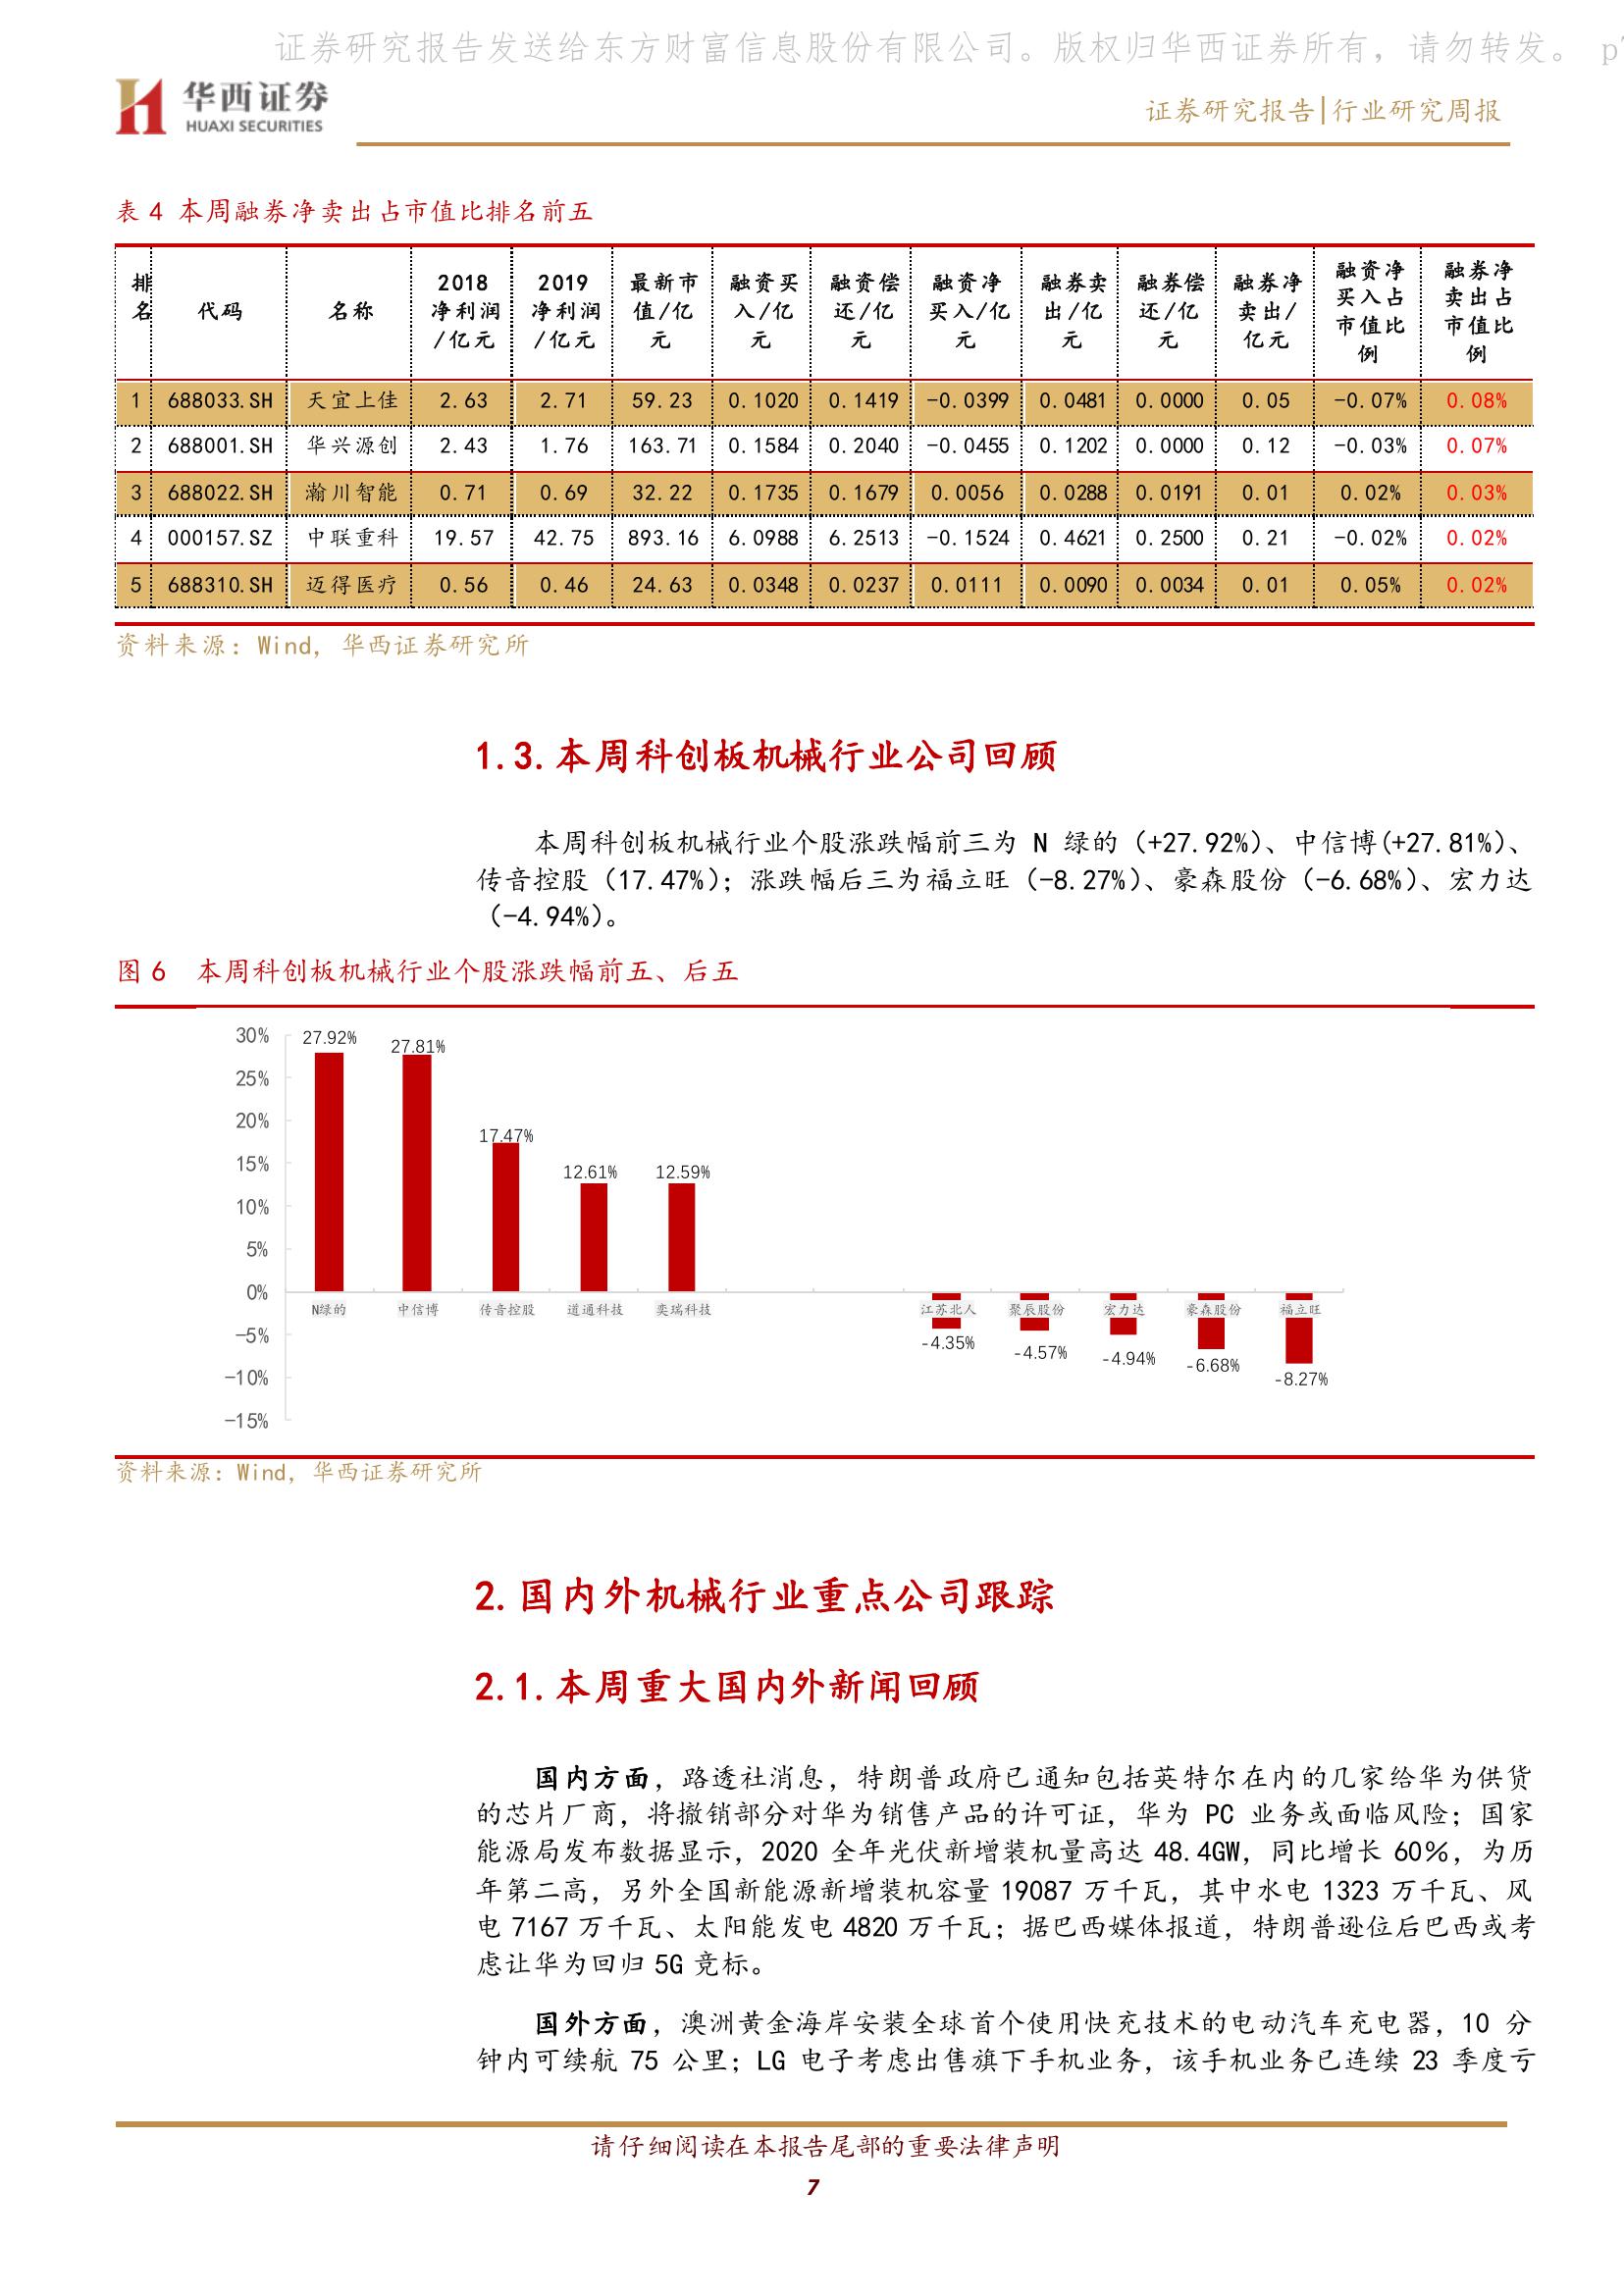 证券研究报告发送给东方财富信息股份有限公司。版权归华西证券所有，请勿转发。 p
华西证券
HUAXI SECURITIES
证券研究报告|行业研究周报
表 4 本周融券净卖出占市值比排名前五
排名 代码 名称 2018净利润/亿元 2019净利润/亿元 最新市值/亿元 融资买入/亿元 融资偿还/亿元 融资净买入/亿元 融券卖出/亿元 融券偿还/亿元 融券净卖出/亿元 融资净买入占市值比例 融券净卖出占市值比例
1 688033.SH 天宜上佳 2.63 2.71 59.23 0.1020 0.1419 -0.0399 0.0481 0.0000 0.05 -0.07% 0.08%
2 688001.SH 华兴源创 2.43 1.76 163.71 0.1584 0.2040 -0.0455 0.1202 0.0000 0.12 -0.03% 0.07%
3 688022.SH 瀚川智能 0.71 0.69 32.22 0.1735 0.1679 0.0056 0.0288 0.0191 0.01 0.02% 0.03%
4 000157.SZ 中联重科 19.57 42.75 893.16 6.0988 6.2513 -0.1524 0.4621 0.2500 0.21 -0.02% 0.02%
5 688310.SH 迈得医疗 0.56 0.46 24.63 0.0348 0.0237 0.0111 0.0090 0.0034 0.01 0.05% 0.02%
资料来源：Wind，华西证券研究所
1.3.本周科创板机械行业公司回顾
本周科创板机械行业个股涨跌幅前三为 N 绿的（+27.92%）、中信博(+27.81%)、
传音控股（17.47%）；涨跌幅后三为福立旺（-8.27%）、豪森股份（-6.68%）、宏力达
（-4.94%）。
图 6 本周科创板机械行业个股涨跌幅前五、后五
30%
25%
20%
15%
10%
5%
0%
-5%
-10%
-15%
27.92% 27.81% 17.47% 12.61% 12.59%
N绿的 中信博 传音控股 道通科技 奕瑞科技 江苏北人 聚辰股份 宏力达 豪森股份 福立旺
-4.35% -4.57% -4.94% -6.68% -8.27%
资料来源：Wind，华西证券研究所
2.国内外机械行业重点公司跟踪
2.1.本周重大国内外新闻回顾
国内方面，路透社消息，特朗普政府已通知包括英特尔在内的几家给华为供货
的芯片厂商，将撤销部分对华为销售产品的许可证，华为 PC 业务或面临风险；国家
能源局发布数据显示，2020 全年光伏新增装机量高达 48.4GW，同比增长 60%，为历
年第二高，另外全国新能源新增装机容量 19087 万千瓦，其中水电 1323 万千瓦、风
电 7167 万千瓦、太阳能发电 4820 万千瓦；据巴西媒体报道，特朗普逊位后巴西或考
虑让华为回归 5G 竞标。
国外方面，澳洲黄金海岸安装全球首个使用快充技术的电动汽车充电器，10 分
钟内可续航 75 公里；LG 电子考虑出售旗下手机业务，该手机业务已连续 23 季度亏
请仔细阅读在本报告尾部的重要法律声明
7